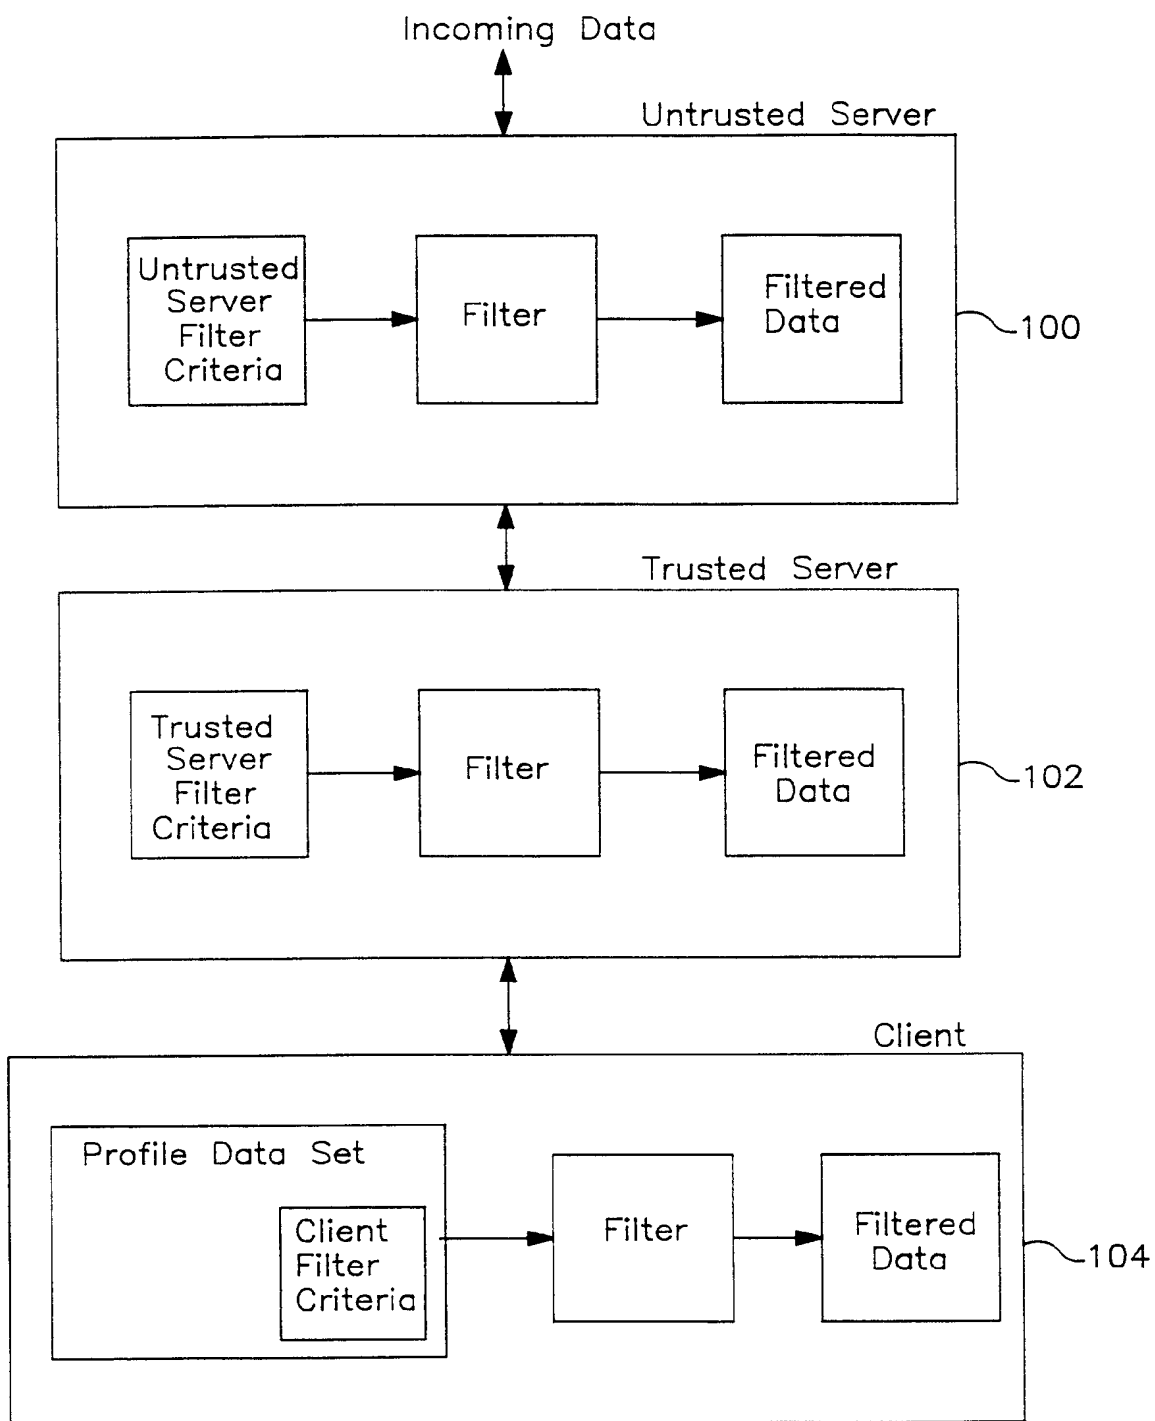 Incoming Data
Untrusted Server
Untrusted
Server
Filter
Criteria
Filter
Filtered
Data
100
Trusted Server
Trusted
Server
Filter
Criteria
Filter
Filtered
Data
102
Client
Profile Data Set
Client
Filter
Criteria
Filter
Filtered
Data
104